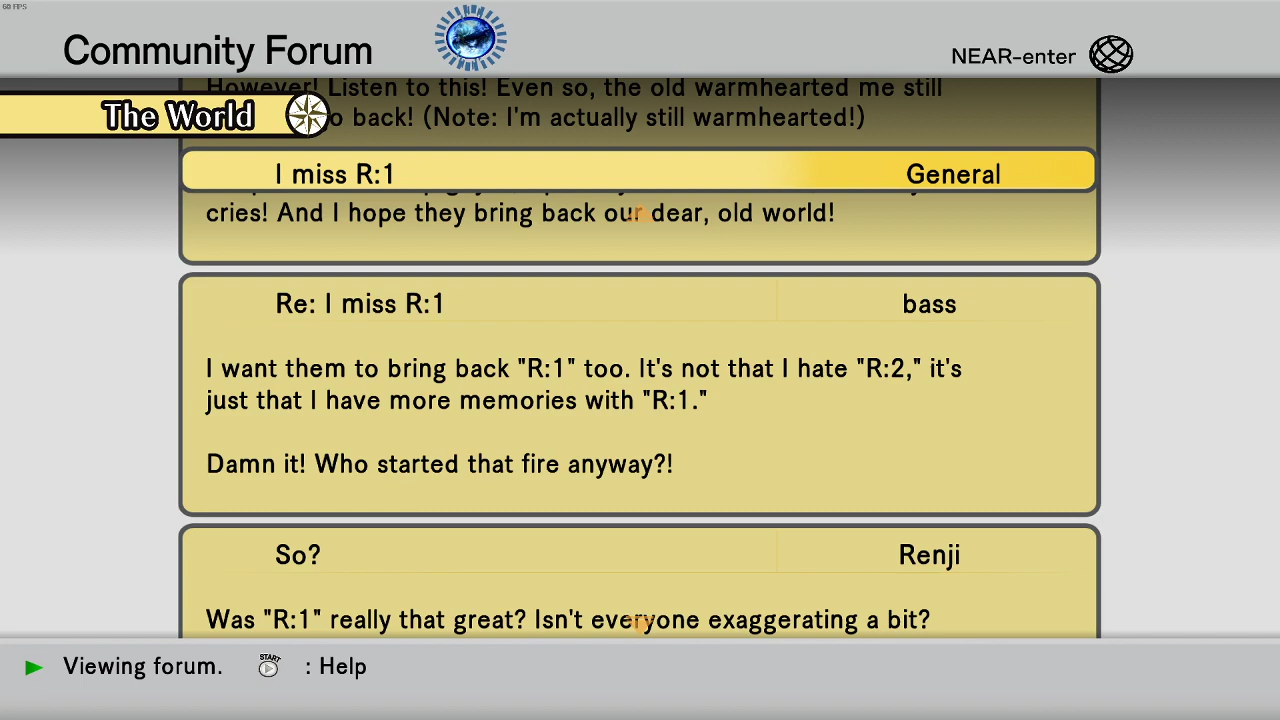 60 FPS
Community Forum
NEAR-enter
However! Listen to this! Even so, the old warmhearted me still
The World
o back! (Note: I'm actually still warmhearted!)
I miss R:1
General
cries! And I hope they bring back our dear, old world!
Re: I miss R:1
bass
I want them to bring back "R:1" too. It's not that I hate "R:2," it's
just that I have more memories with "R:1."
Damn it! Who started that fire anyway?!
So?
Renji
Was "R:1" really that great? Isn't everyone exaggerating a bit?
Viewing forum.
START
: Help